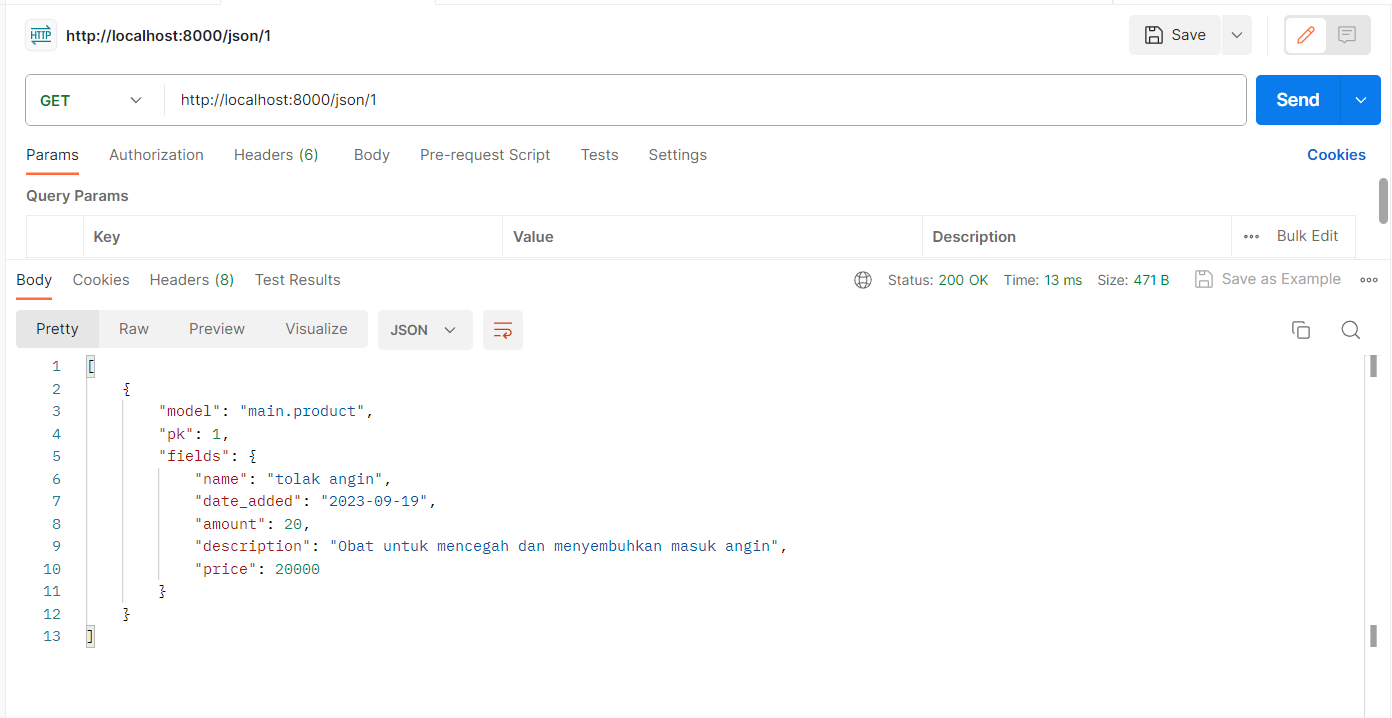 HTTP http://localhost:8000/json/1 Save
GET http://localhost:8000/json/1 Send
Params Authorization Headers (6) Body Pre-request Script Tests Settings Cookies
Query Params
Key Value Description Bulk Edit
Body Cookies Headers (8) Test Results Status: 200 OK Time: 13 ms Size: 471 B Save as Example
Pretty Raw Preview Visualize JSON
1 [
2 {
3 "model": "main.product",
4 "pk": 1,
5 "fields": {
6 "name": "tolak angin",
7 "date_added": "2023-09-19",
8 "amount": 20,
9 "description": "Obat untuk mencegah dan menyembuhkan masuk angin",
10 "price": 20000
11 }
12 }
13 ]